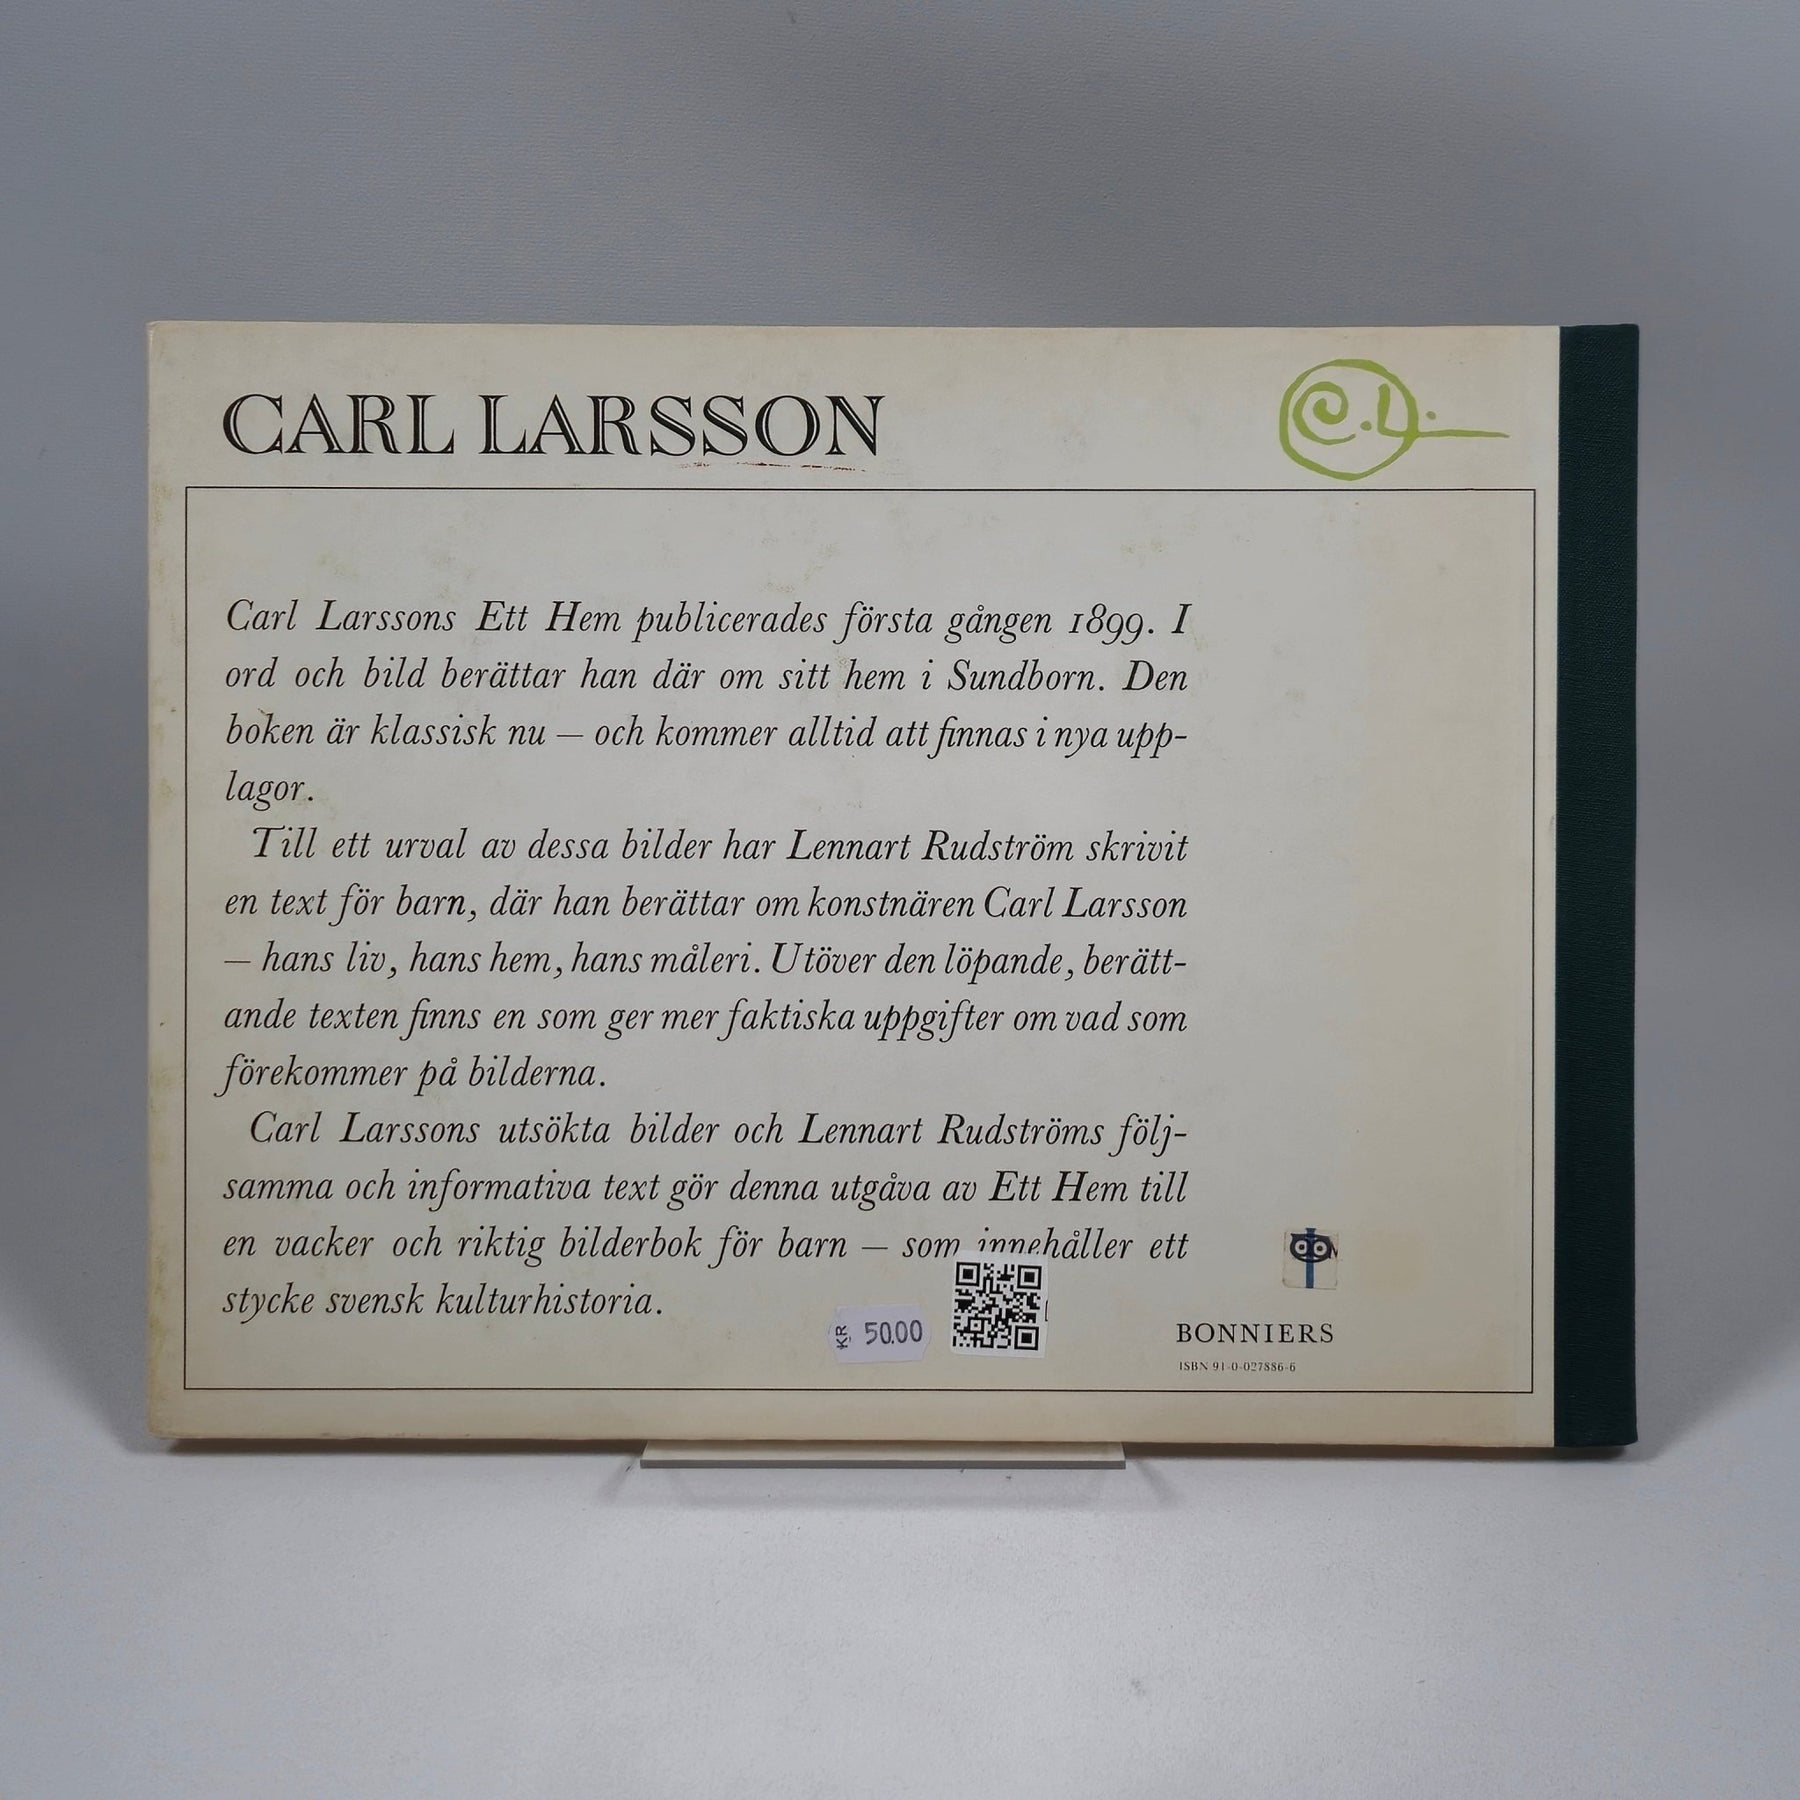 CARL LARSSON
C.L.
Carl Larssons Ett Hem publicerades första gången 1899. I
ord och bild berättar han där om sitt hem i Sundborn. Den
boken är klassisk nu – och kommer alltid att finnas i nya upp-
lagor.
Till ett urval av dessa bilder har Lennart Rudström skrivit
en text för barn, där han berättar om konstnären Carl Larsson
– hans liv, hans hem, hans måleri. Utöver den löpande, berätt-
ande texten finns en som ger mer faktiska uppgifter om vad som
förekommer på bilderna.
Carl Larssons utsökta bilder och Lennart Rudströms följ-
samma och informativa text gör denna utgåva av Ett Hem till
en vacker och riktig bilderbok för barn – som innehåller ett
stycke svensk kulturhistoria.
KR 50.00
BONNIERS
ISBN 91-0-027886-6